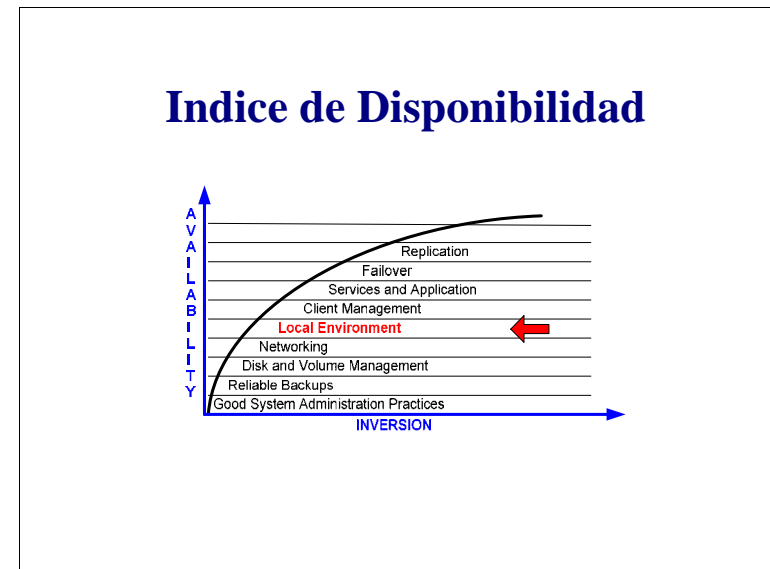 Indice de Disponibilidad
AVAILABILITY
Replication
Failover
Services and Application
Client Management
Local Environment
Networking
Disk and Volume Management
Reliable Backups
Good System Administration Practices
INVERSION